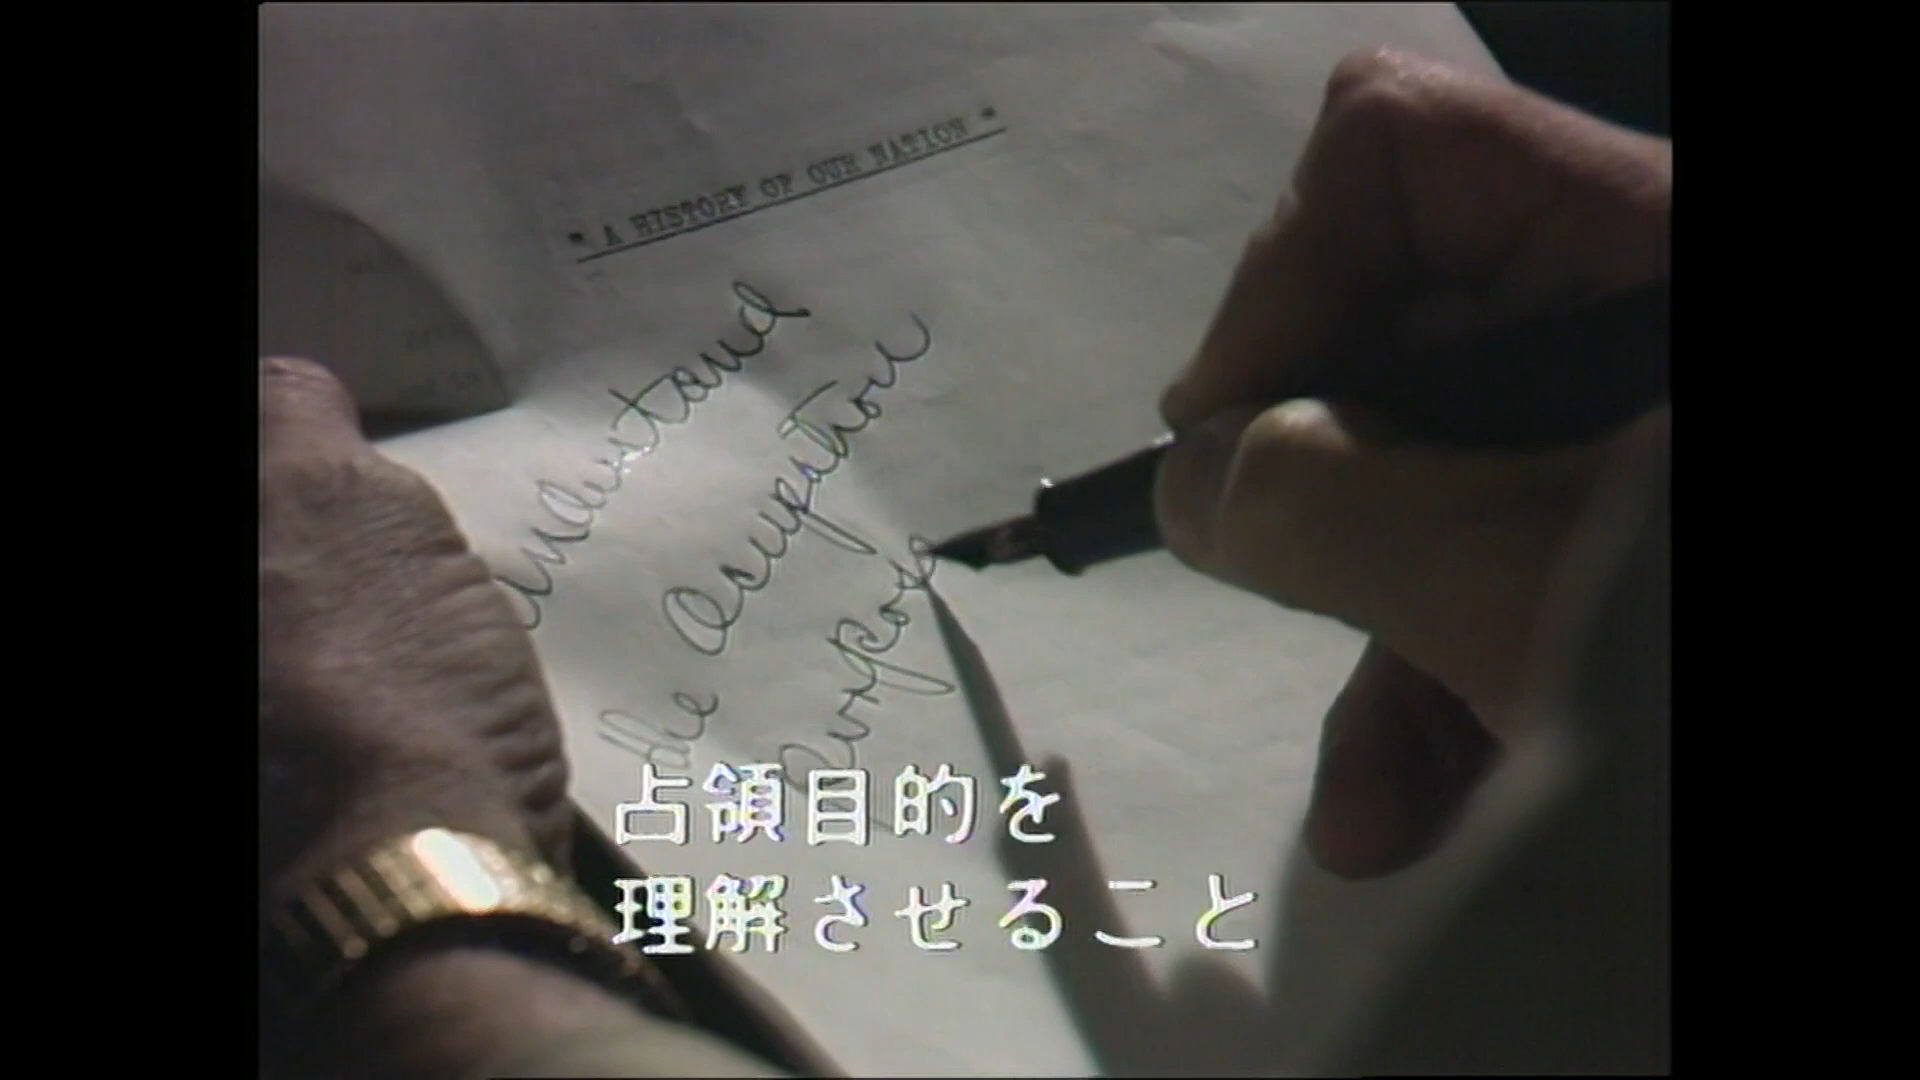 " A HISTORY OF OUR NATION "
understand
the Occupation
purpose
占領目的を
理解させること